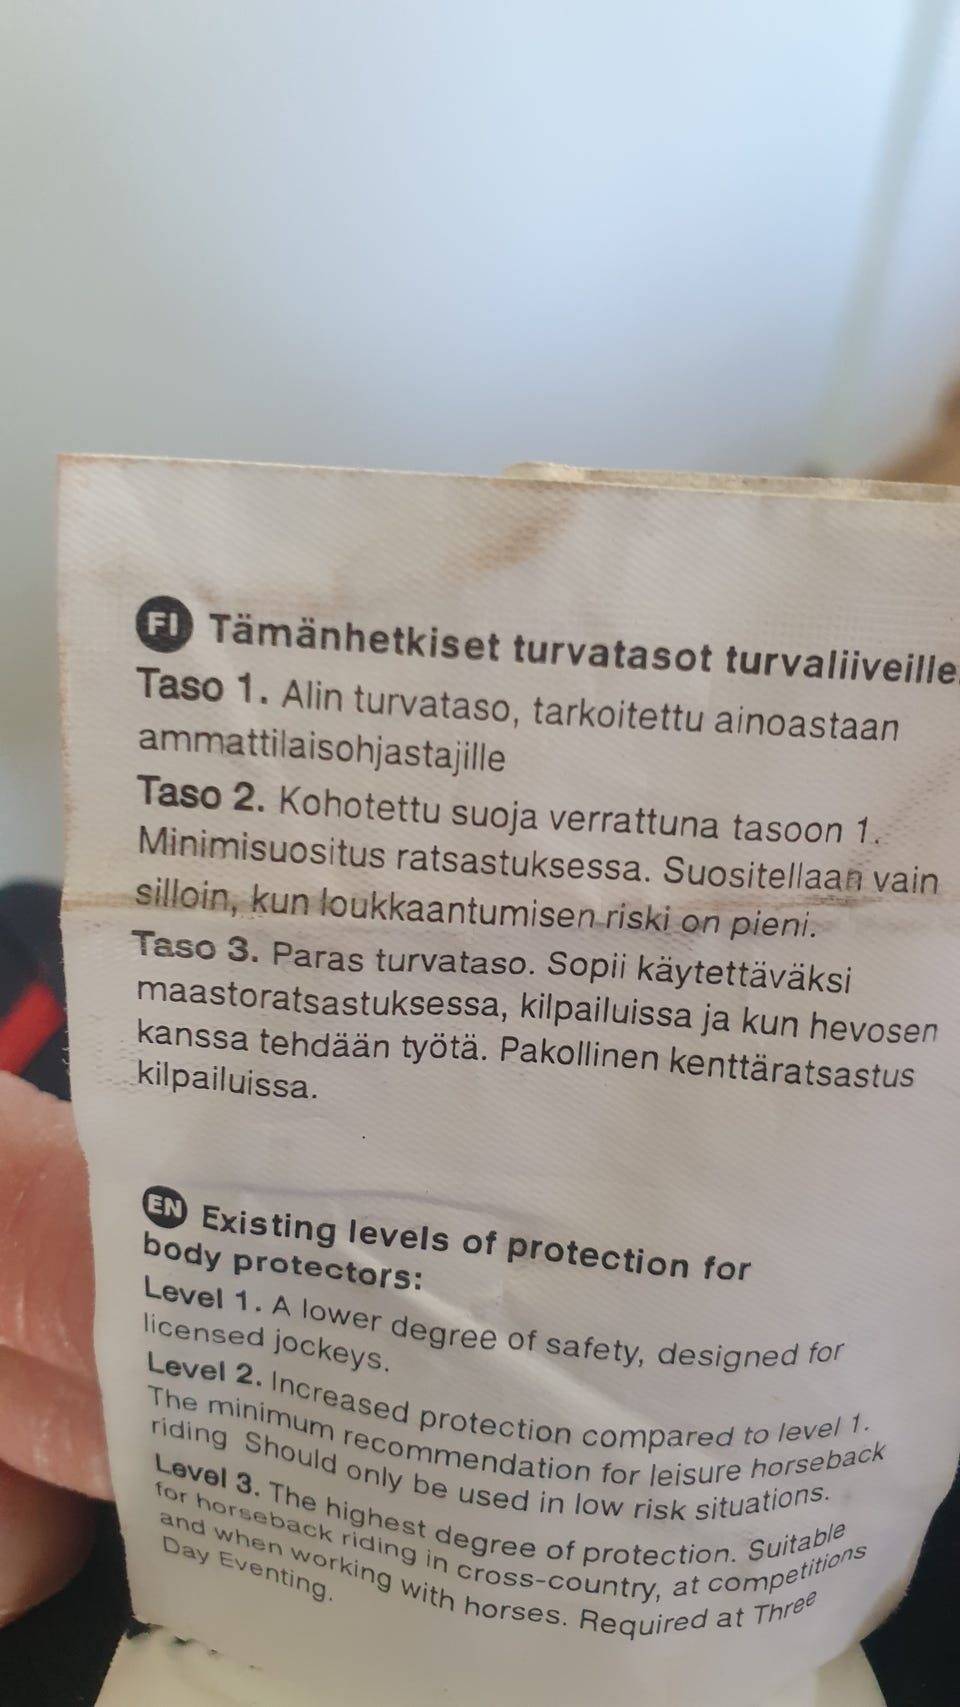 FI Tämänhetkiset turvatasot turvaliiveille
Taso 1. Alin turvataso, tarkoitettu ainoastaan
ammattilaisohjastajille
Taso 2. Kohotettu suoja verrattuna tasoon 1.
Minimisuositus ratsastuksessa. Suositellaan vain
silloin, kun loukkaantumisen riski on pieni.
Taso 3. Paras turvataso. Sopii käytettäväksi
maastoratsastuksessa, kilpailuissa ja kun hevosen
kanssa tehdään työtä. Pakollinen kenttäratsastus
kilpailuissa.
EN Existing levels of protection for
body protectors:
Level 1. A lower degree of safety, designed for
licensed jockeys.
Level 2. Increased protection compared to level 1.
The minimum recommendation for leisure horseback
riding Should only be used in low risk situations.
Level 3. The highest degree of protection. Suitable
for horseback riding in cross-country, at competitions
and when working with horses. Required at Three
Day Eventing.